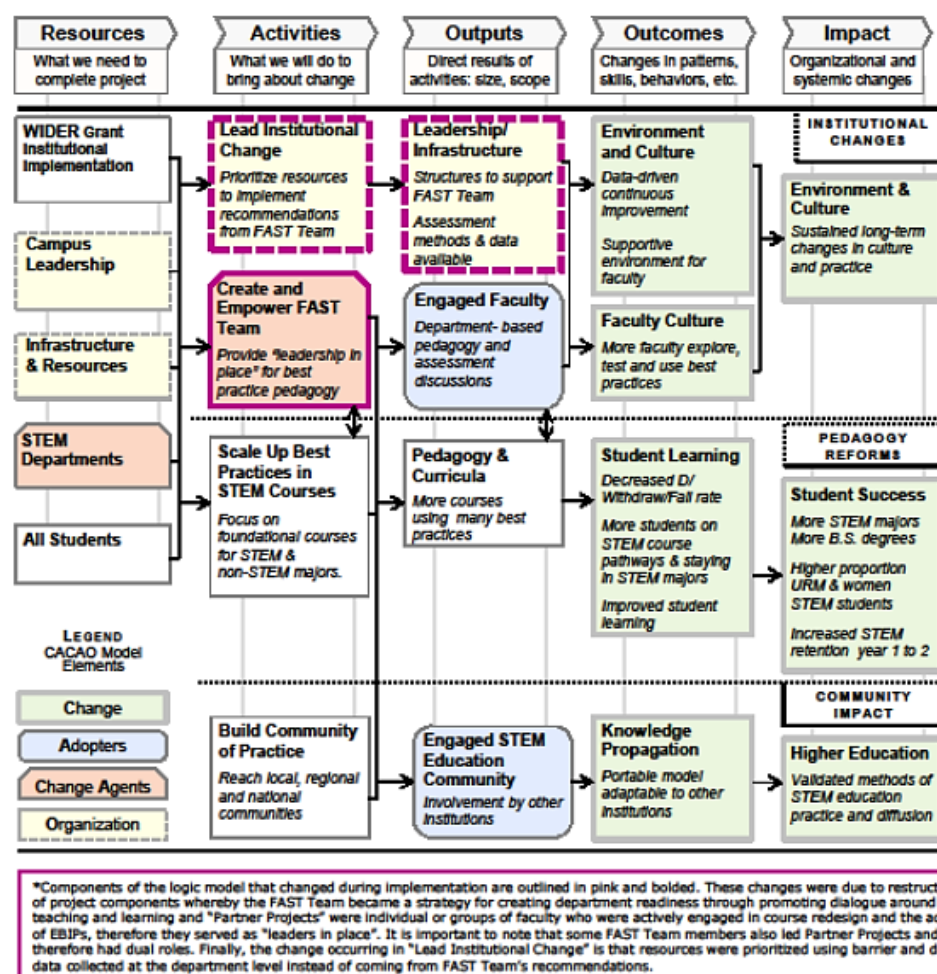 Resources
What we need to
complete project
Activities
What we will do to
bring about change
Outputs
Direct results of
activities: size, scope
Outcomes
Changes in patterns,
skills, behaviors, etc.
Impact
Organizational and
systemic changes
WIDER Grant
Institutional
Implementation
Campus
Leadership
Infrastructure
& Resources
STEM
Departments
All Students
Lead Institutional
Change
Prioritize resources
to implement
recommendations
from FAST Team
Create and
Empower FAST
Team
Provide "leadership in
place" for best
practice pedagogy
Scale Up Best
Practices in
STEM Courses
Focus on
foundational courses
for STEM &
non-STEM majors.
Build Community
of Practice
Reach local, regional
and national
communities
Leadership/
Infrastructure
Structures to support
FAST Team
Assessment
methods & data
available
Engaged Faculty
Department- based
pedagogy and
assessment
discussions
Pedagogy &
Curricula
More courses
using many best
practices
Engaged STEM
Education
Community
Involvement by other
Institutions
Environment
and Culture
Data-driven
continuous
Improvement
Supportive
environment for
faculty
Faculty Culture
More faculty explore,
test and use best
practices
Student Learning
Decreased D/
Withdraw/Fail rate
More students on
STEM course
pathways & staying
in STEM majors
Improved student
learning
Knowledge
Propagation
Portable model
adaptable to other
Institutions
INSTITUTIONAL
CHANGES
Environment &
Culture
Sustained long-term
changes in culture
and practice
PEDAGOGY
REFORMS
Student Success
More STEM majors
More B.S. degrees
Higher proportion
URM & women
STEM students
Increased STEM
retention year 1 to 2
COMMUNITY
IMPACT
Higher Education
Validated methods of
STEM education
practice and diffusion
LEGEND
CACAO Model
Elements
Change
Adopters
Change Agents
Organization
*Components of the logic model that changed during implementation are outlined in pink and bolded. These changes were due to restruct
of project components whereby the FAST Team became a strategy for creating department readiness through promoting dialogue around
teaching and learning and "Partner Projects" were individual or groups of faculty who were actively engaged in course redesign and the a
of EBIPs, therefore they served as "leaders in place". It is important to note that some FAST Team members also led Partner Projects and
therefore had dual roles. Finally, the change occurring in "Lead Institutional Change" is that resources were prioritized using barrier and d
data collected at the department level instead of coming from FAST Team's recommendations.